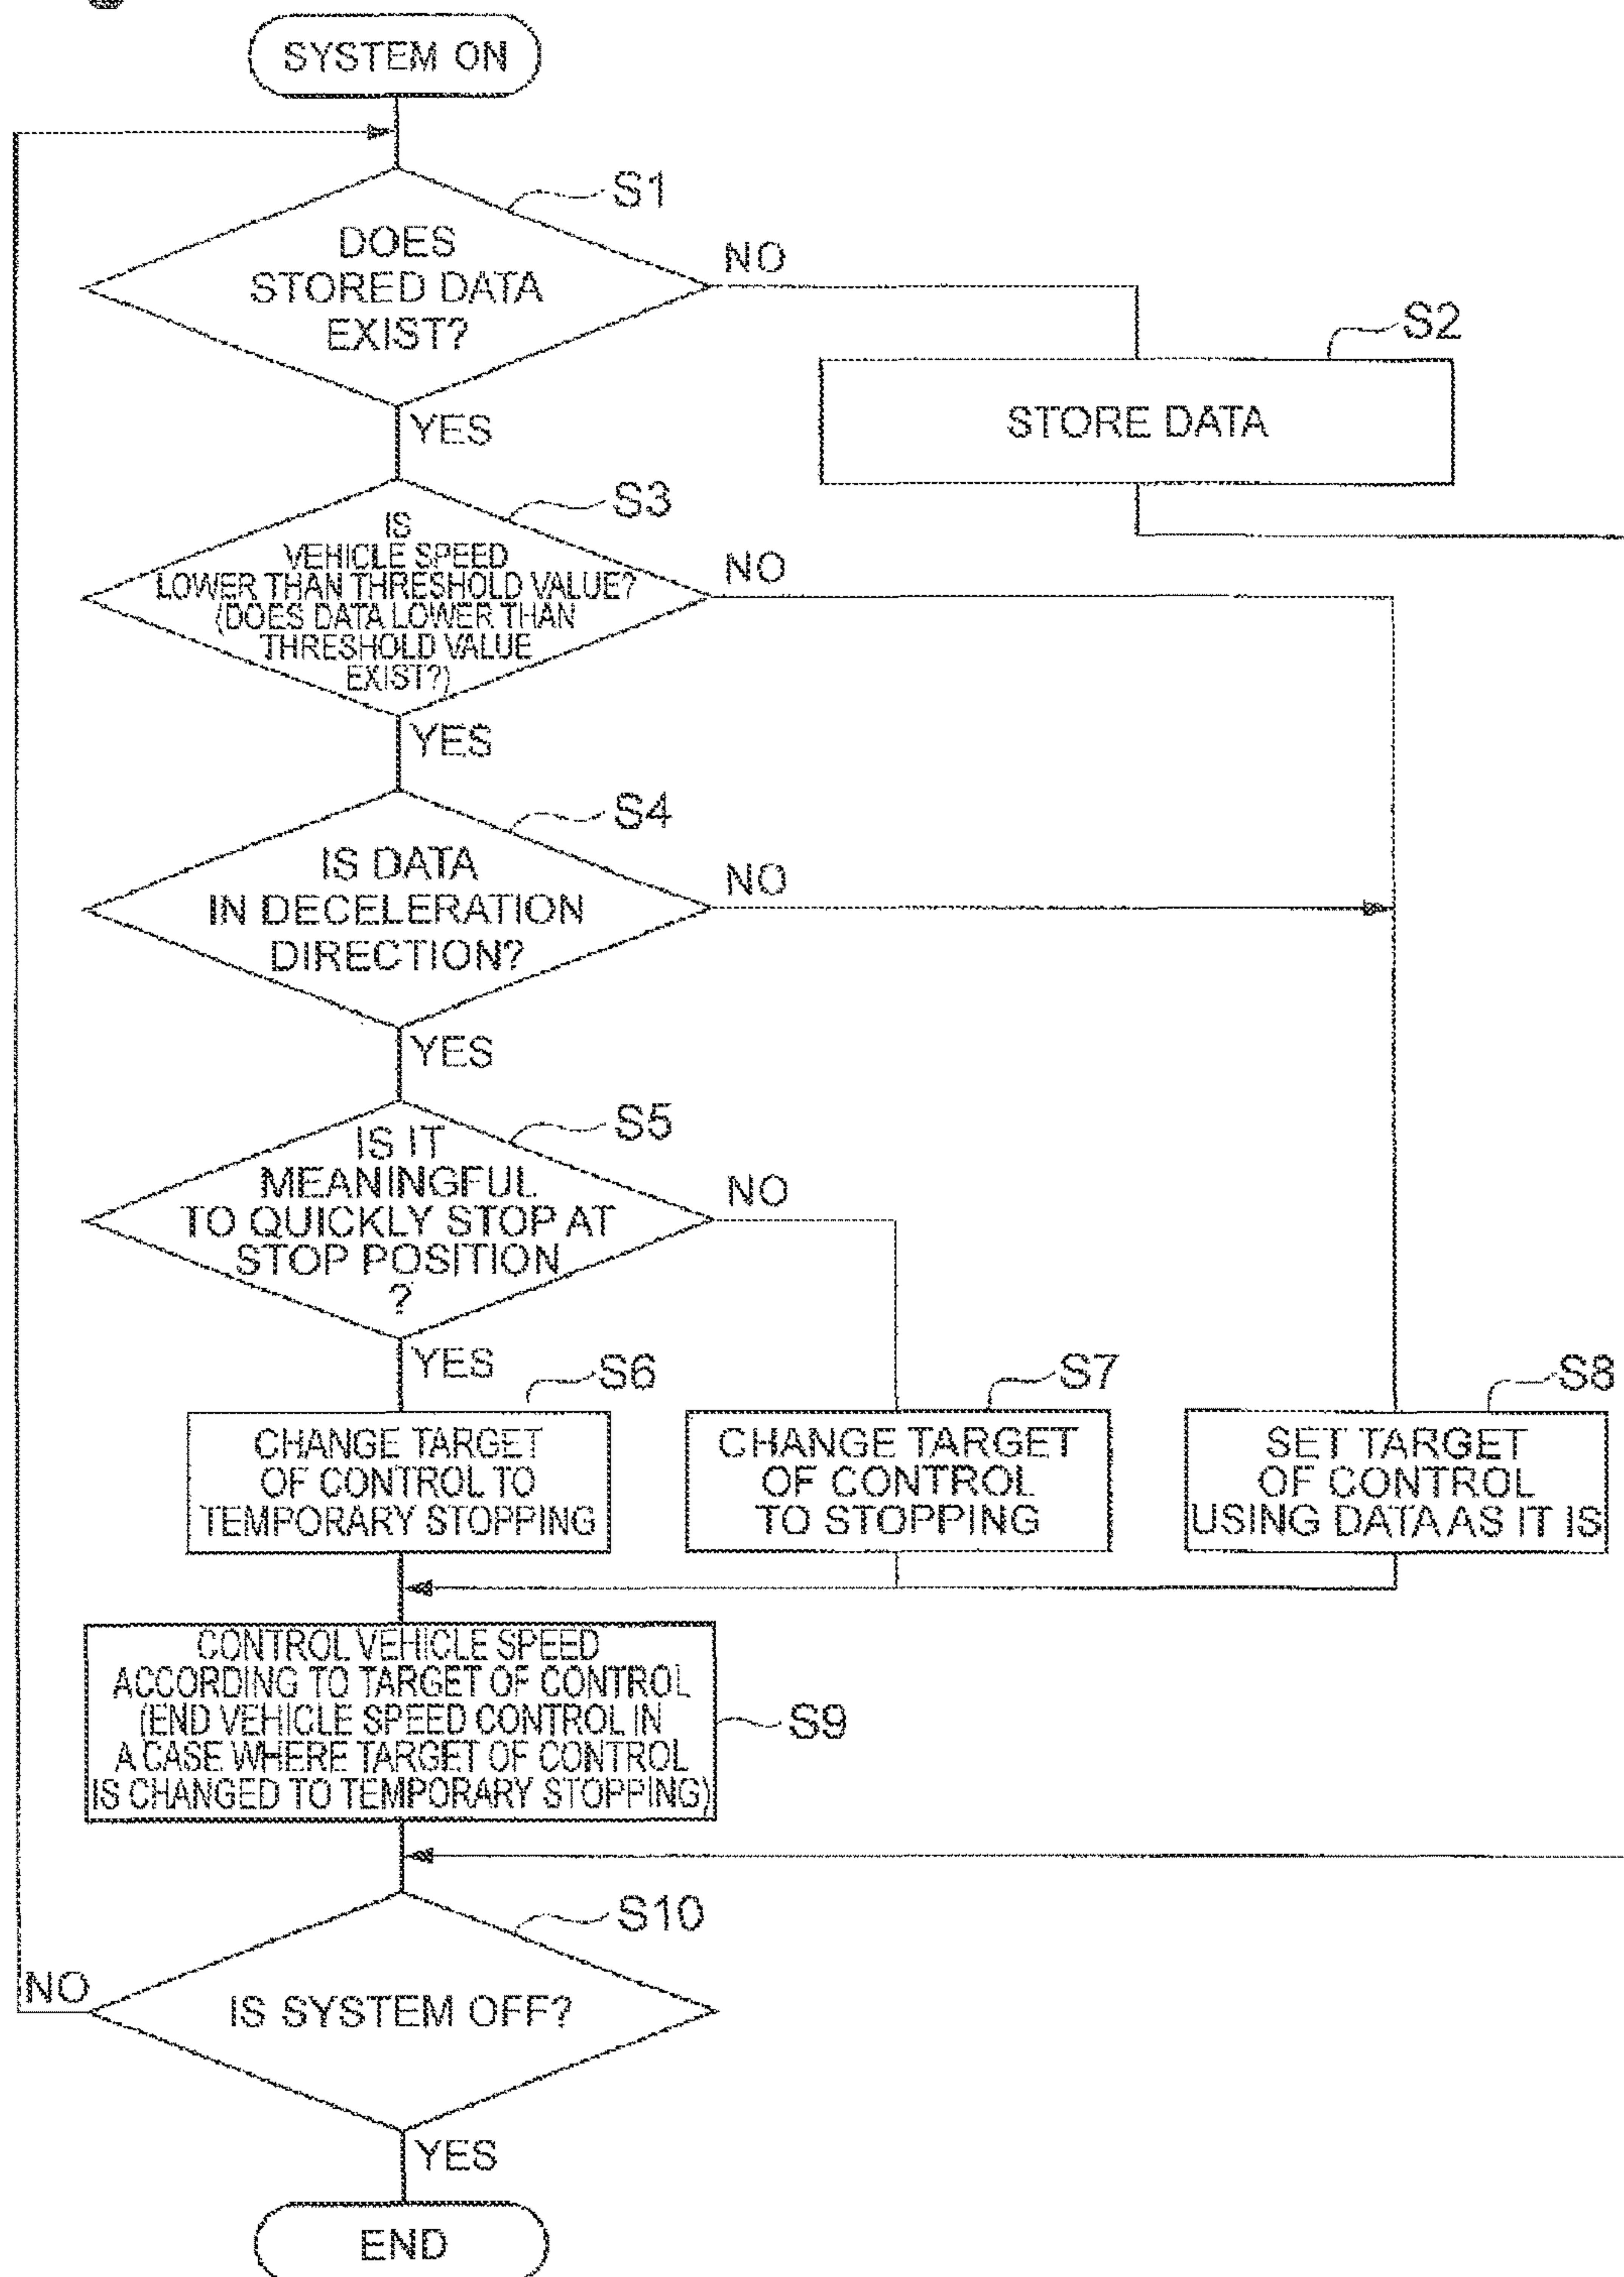 SYSTEM ON
S1
DOES
STORED DATA
EXIST?
NO
YES
S2
STORE DATA
S3
IS
VEHICLE SPEED
LOWER THAN THRESHOLD VALUE?
(DOES DATA LOWER THAN
THRESHOLD VALUE
EXIST?)
NO
YES
S4
IS DATA
IN DECELERATION
DIRECTION?
NO
YES
S5
IS IT
MEANINGFUL
TO QUICKLY STOP AT
STOP POSITION
?
NO
YES
S6
CHANGE TARGET
OF CONTROL TO
TEMPORARY STOPPING
S7
CHANGE TARGET
OF CONTROL
TO STOPPING
S8
SET TARGET
OF CONTROL
USING DATA AS IT IS
CONTROL VEHICLE SPEED
ACCORDING TO TARGET OF CONTROL
(END VEHICLE SPEED CONTROL IN
A CASE WHERE TARGET OF CONTROL
IS CHANGED TO TEMPORARY STOPPING)
S9
S10
IS SYSTEM OFF?
NO
YES
END